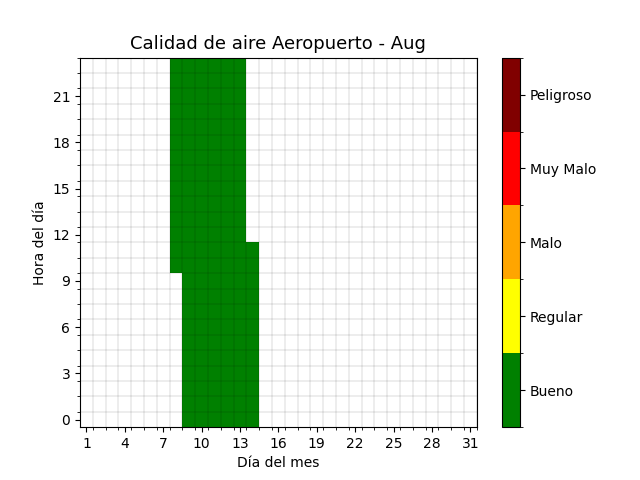 Calidad de aire Aeropuerto - Aug
Hora del día
21
18
15
12
9
6
3
0
1 4 7 10 13 16 19 22 25 28 31
Día del mes
Peligroso
Muy Malo
Malo
Regular
Bueno